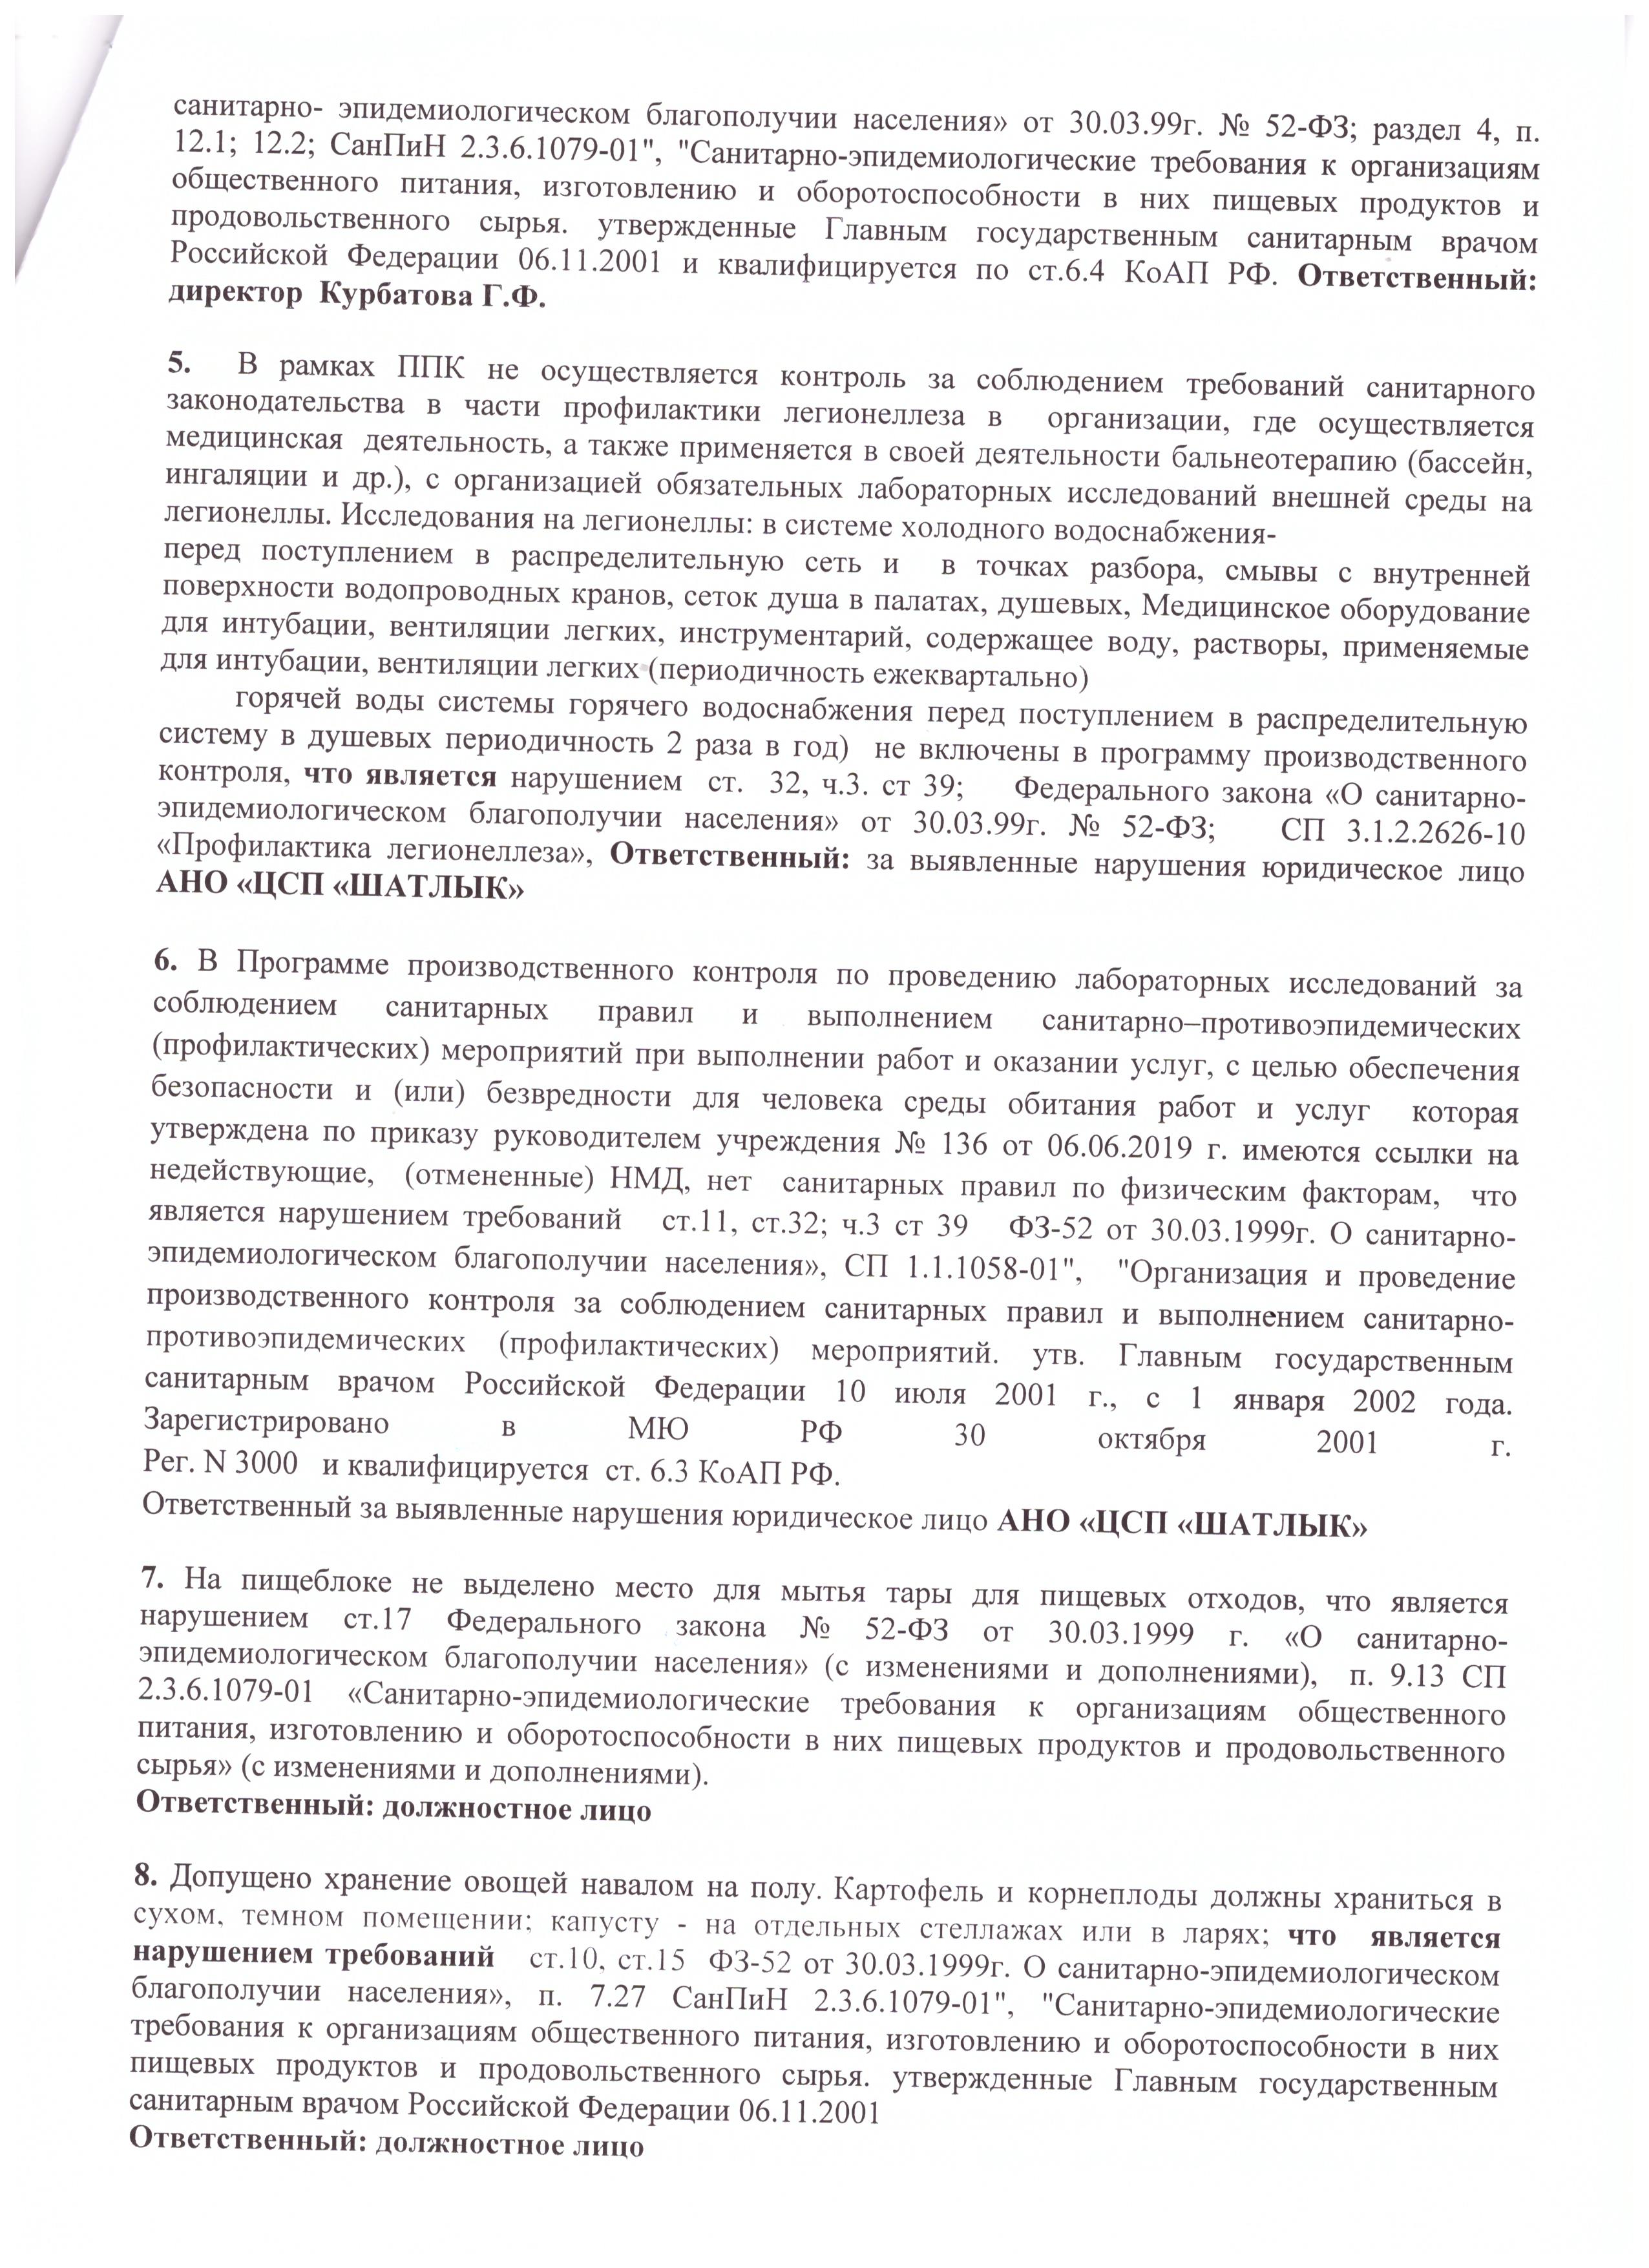 санитарно- эпидемиологическом благополучии населения» от 30.03.99г. № 52-ФЗ; раздел 4, п.
12.1; 12.2; СанПиН 2.3.6.1079-01", "Санитарно-эпидемиологические требования к организациям
общественного питания, изготовлению и оборотоспособности в них пищевых продуктов и
продовольственного сырья. утвержденные Главным государственным санитарным врачом
Российской Федерации 06.11.2001 и квалифицируется по ст.6.4 КоАП РФ. Ответственный:
директор Курбатова Г.Ф.
5. В рамках ППК не осуществляется контроль за соблюдением требований санитарного
законодательства в части профилактики легионеллеза в организации, где осуществляется
медицинская деятельность, а также применяется в своей деятельности бальнеотерапию (бассейн,
ингаляции и др.), с организацией обязательных лабораторных исследований внешней среды на
легионеллы. Исследования на легионеллы: в системе холодного водоснабжения-
перед поступлением в распределительную сеть и в точках разбора, смывы с внутренней
поверхности водопроводных кранов, сеток душа в палатах, душевых, Медицинское оборудование
для интубации, вентиляции легких, инструментарий, содержащее воду, растворы, применяемые
для интубации, вентиляции легких (периодичность ежеквартально)
горячей воды системы горячего водоснабжения перед поступлением в распределительную
систему в душевых периодичность 2 раза в год) не включены в программу производственного
контроля, что является нарушением ст. 32, ч.3. ст 39; Федерального закона «О санитарно-
эпидемиологическом благополучии населения» от 30.03.99г. № 52-ФЗ; СП 3.1.2.2626-10
«Профилактика легионеллеза», Ответственный: за выявленные нарушения юридическое лицо
АНО «ЦСП «ШАТЛЫК»
6. В Программе производственного контроля по проведению лабораторных исследований за
соблюдением санитарных правил и выполнением санитарно–противоэпидемических
(профилактических) мероприятий при выполнении работ и оказании услуг, с целью обеспечения
безопасности и (или) безвредности для человека среды обитания работ и услуг которая
утверждена по приказу руководителем учреждения № 136 от 06.06.2019 г. имеются ссылки на
недействующие, (отмененные) НМД, нет санитарных правил по физическим факторам, что
является нарушением требований ст.11, ст.32; ч.3 ст 39 ФЗ-52 от 30.03.1999г. О санитарно-
эпидемиологическом благополучии населения», СП 1.1.1058-01", "Организация и проведение
производственного контроля за соблюдением санитарных правил и выполнением санитарно-
противоэпидемических (профилактических) мероприятий. утв. Главным государственным
санитарным врачом Российской Федерации 10 июля 2001 г., с 1 января 2002 года.
Зарегистрировано в МЮ РФ 30 октября 2001 г.
Рег. N 3000 и квалифицируется ст. 6.3 КоАП РФ.
Ответственный за выявленные нарушения юридическое лицо АНО «ЦСП «ШАТЛЫК»
7. На пищеблоке не выделено место для мытья тары для пищевых отходов, что является
нарушением ст.17 Федерального закона № 52-ФЗ от 30.03.1999 г. «О санитарно-
эпидемиологическом благополучии населения» (с изменениями и дополнениями), п. 9.13 СП
2.3.6.1079-01 «Санитарно-эпидемиологические требования к организациям общественного
питания, изготовлению и оборотоспособности в них пищевых продуктов и продовольственного
сырья» (с изменениями и дополнениями).
Ответственный: должностное лицо
8. Допущено хранение овощей навалом на полу. Картофель и корнеплоды должны храниться в
сухом, темном помещении; капусту - на отдельных стеллажах или в ларях; что является
нарушением требований ст.10, ст.15 ФЗ-52 от 30.03.1999г. О санитарно-эпидемиологическом
благополучии населения», п. 7.27 СанПиН 2.3.6.1079-01", "Санитарно-эпидемиологические
требования к организациям общественного питания, изготовлению и оборотоспособности в них
пищевых продуктов и продовольственного сырья. утвержденные Главным государственным
санитарным врачом Российской Федерации 06.11.2001
Ответственный: должностное лицо